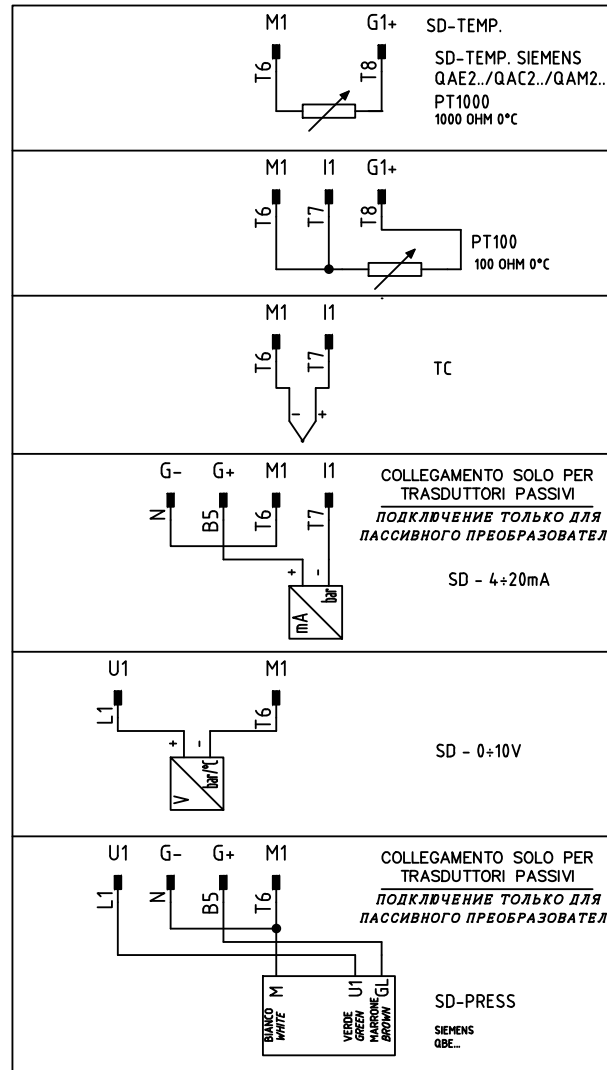 M1 G1+ SD-TEMP.
T6 T8 SD-TEMP. SIEMENS
QAE2../QAC2../QAM2..
PT1000
1000 OHM 0°C
M1 I1 G1+
T6 T7 T8
PT100
100 OHM 0°C
M1 I1
T6 T7
TC
- +
G- G+ M1 I1 COLLEGAMENTO SOLO PER
TRASDUTTORI PASSIVI
N B5 T6 T7 ПОДКЛЮЧЕНИЕ ТОЛЬКО ДЛЯ
ПАССИВНОГО ПРЕОБРАЗОВАТЕЛ
+ -
mA bar
SD - 4÷20mA
U1 M1
L1 T6
+ -
V bar/°C
SD - 0÷10V
U1 G- G+ M1 COLLEGAMENTO SOLO PER
TRASDUTTORI PASSIVI
L1 N B5 T6 ПОДКЛЮЧЕНИЕ ТОЛЬКО ДЛЯ
ПАССИВНОГО ПРЕОБРАЗОВАТЕЛ
M U1 GL
BIANCO VERDE MARRONE
WHITE GREEN BROWN
SD-PRESS
SIEMENS
QBE...